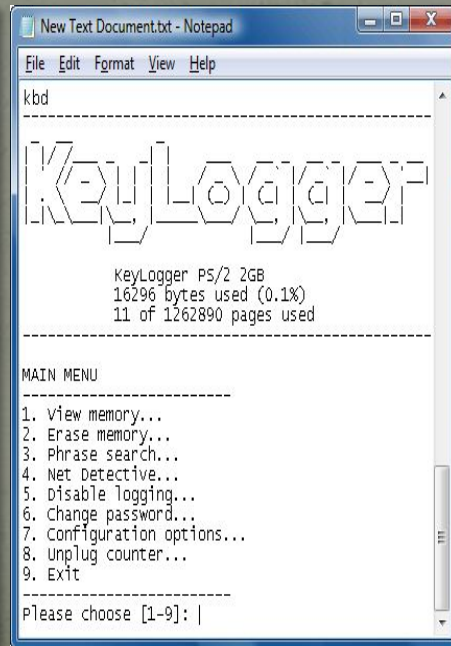 New Text Document.txt - Notepad
File Edit Format View Help
kbd
------------------------------------------------
KeyLogger
KeyLogger PS/2 2GB
16296 bytes used (0.1%)
11 of 1262890 pages used
------------------------------------------------
MAIN MENU
------------------------
1. View memory...
2. Erase memory...
3. Phrase search...
4. Net Detective...
5. Disable logging...
6. Change password...
7. Configuration options...
8. Unplug counter...
9. Exit
------------------------
Please choose [1-9]: |